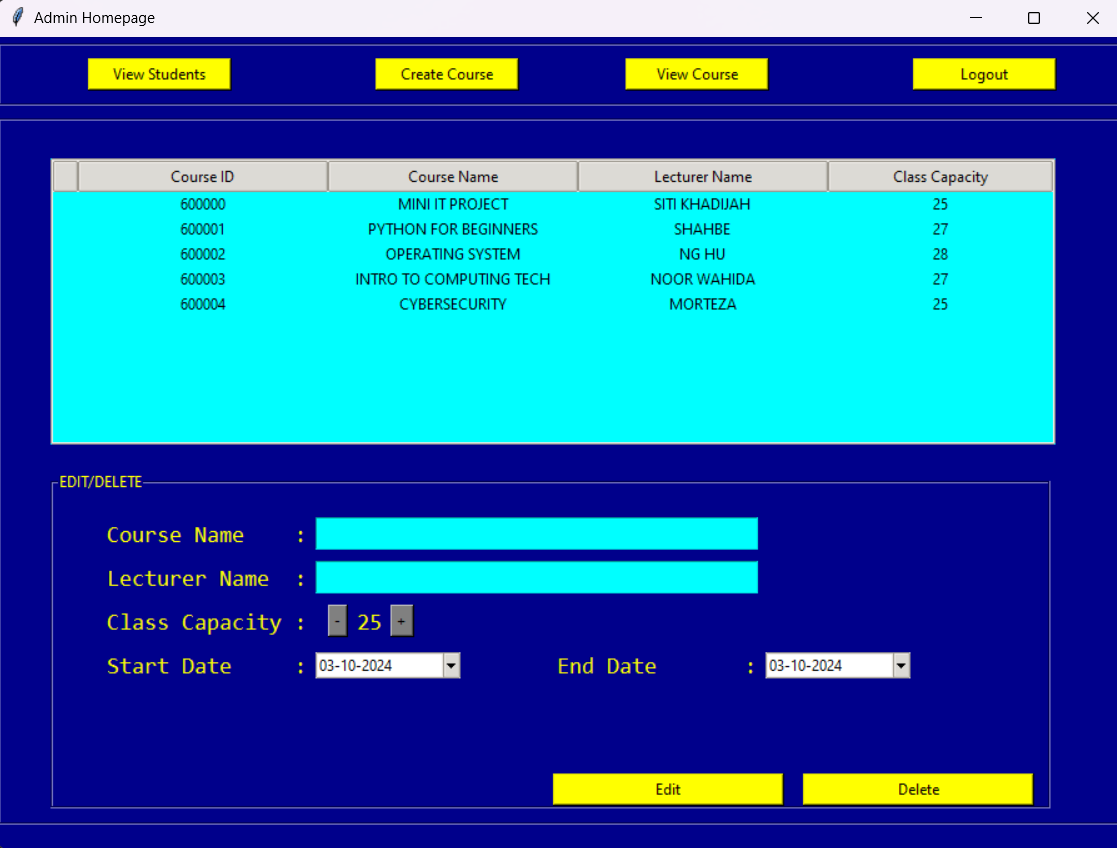 Admin Homepage
View Students Create Course View Course Logout
Course ID Course Name Lecturer Name Class Capacity
600000 MINI IT PROJECT SITI KHADIJAH 25
600001 PYTHON FOR BEGINNERS SHAHBE 27
600002 OPERATING SYSTEM NG HU 28
600003 INTRO TO COMPUTING TECH NOOR WAHIDA 27
600004 CYBERSECURITY MORTEZA 25
EDIT/DELETE
Course Name :
Lecturer Name :
Class Capacity : - 25 +
Start Date : 03-10-2024 End Date : 03-10-2024
Edit Delete